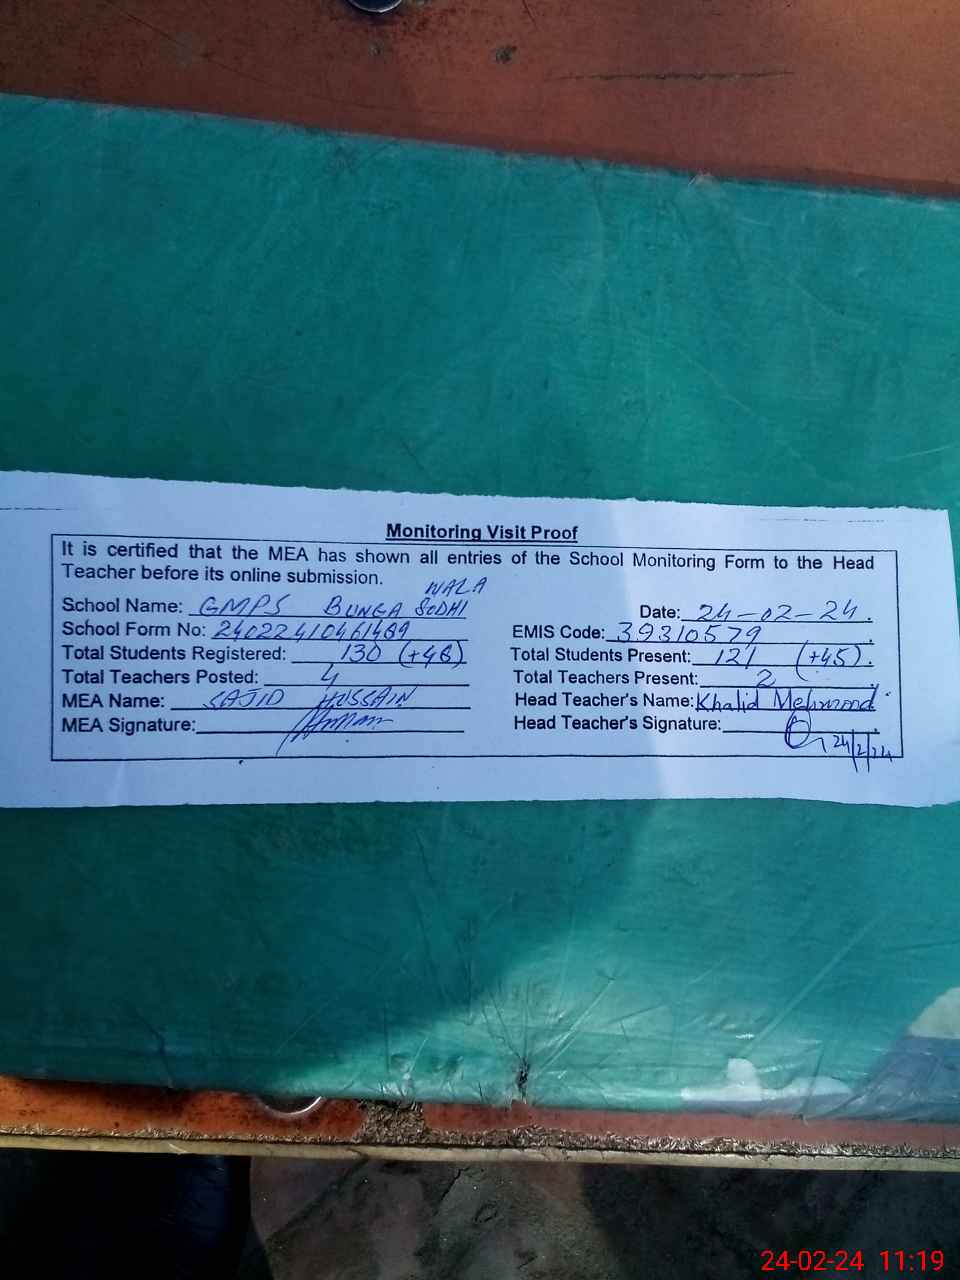 Monitoring Visit Proof
It is certified that the MEA has shown all entries of the School Monitoring Form to the Head
Teacher before its online submission.
WALA
School Name: GMPS BUNGA SODHI Date: 24-02-24.
School Form No: 24022410461489 EMIS Code: 39310579
Total Students Registered: 130 (+46) Total Students Present: 121 (+45).
Total Teachers Posted: 4 Total Teachers Present: 2
MEA Name: SAJID HUSSAIN Head Teacher's Name: Khalid Mehmood
MEA Signature: Head Teacher's Signature:
24/2/24
24-02-24 11:19